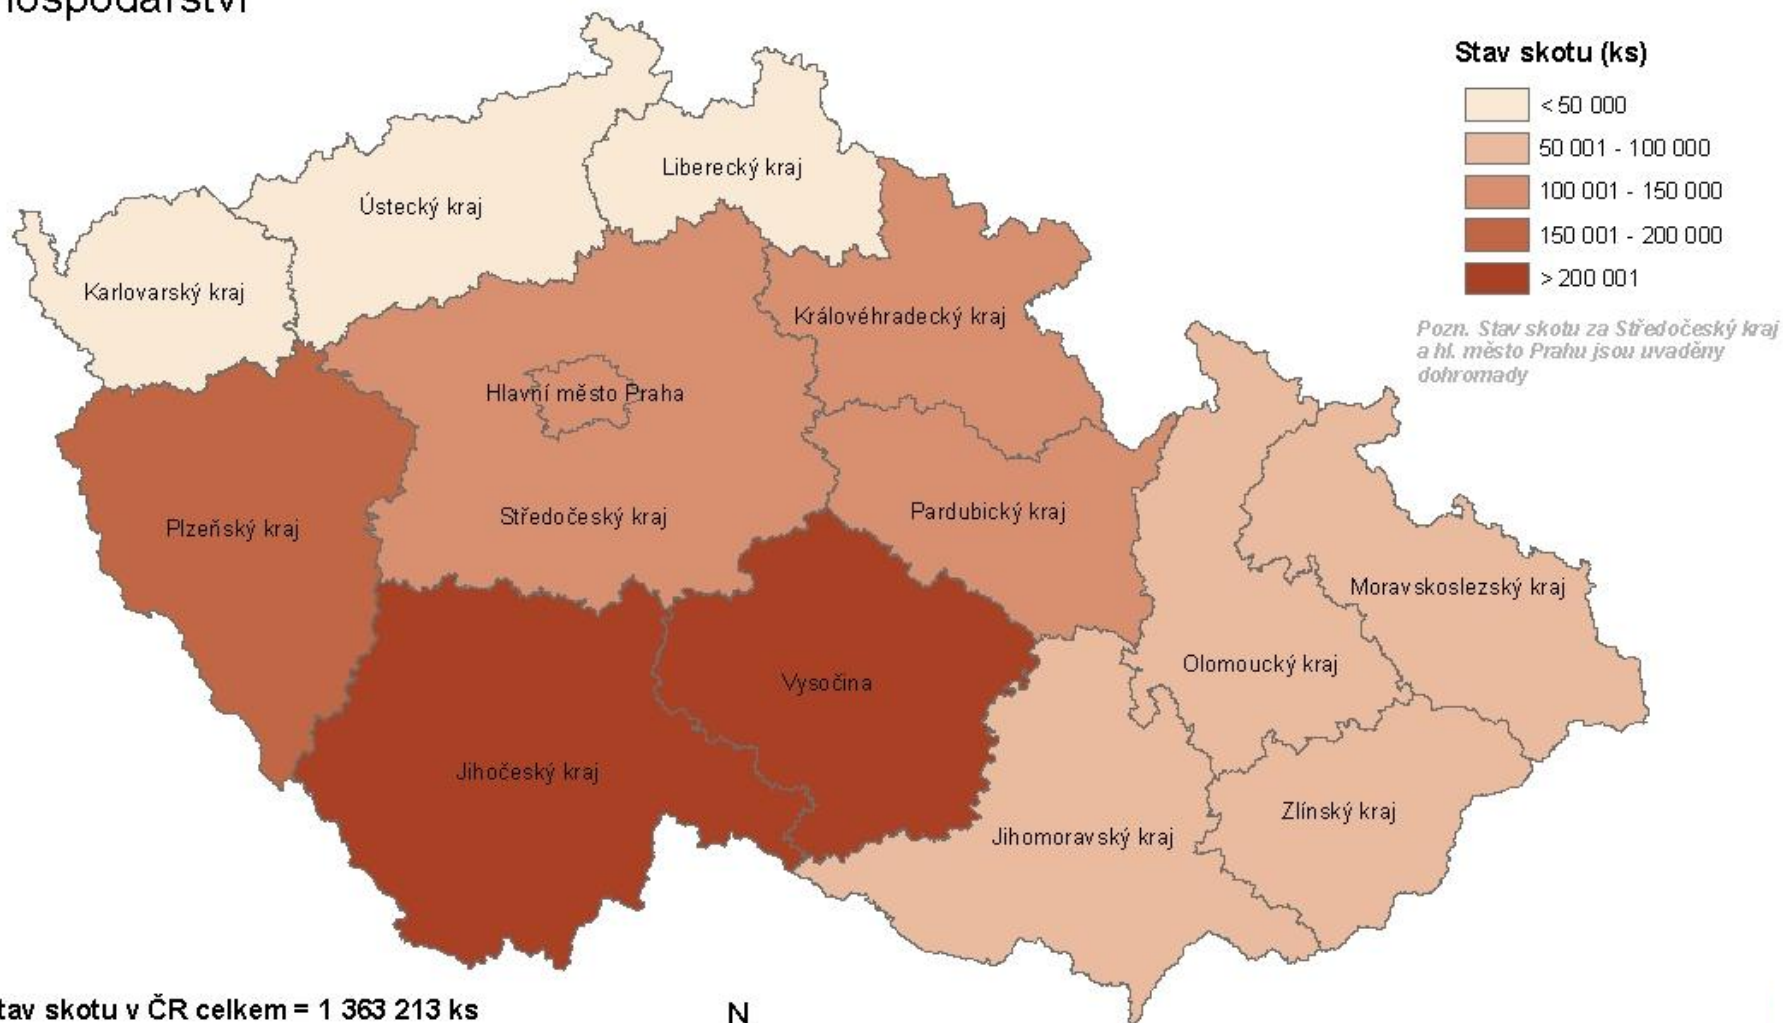 hospodářství
Stav skotu (ks)
< 50 000
50 001 - 100 000
100 001 - 150 000
150 001 - 200 000
> 200 001
Pozn. Stav skotu za Středočeský kraj
a hl. město Prahu jsou uvaděny
dohromady
Liberecký kraj
Ústecký kraj
Karlovarský kraj
Královéhradecký kraj
Hlavní město Praha
Středočeský kraj
Pardubický kraj
Plzeňský kraj
Moravskoslezský kraj
Olomoucký kraj
Vysočina
Jihočeský kraj
Zlínský kraj
Jihomoravský kraj
tav skotu v ČR celkem = 1 363 213 ks
N